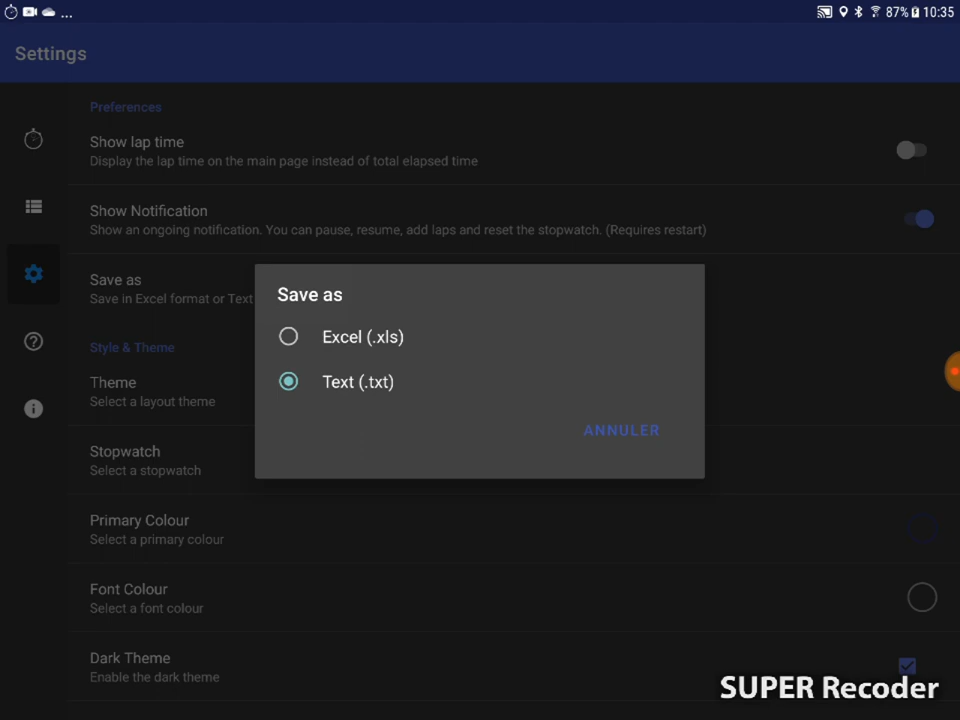 ... 87% 10:35
Settings
Preferences
Show lap time
Display the lap time on the main page instead of total elapsed time
Show Notification
Show an ongoing notification. You can pause, resume, add laps and reset the stopwatch. (Requires restart)
Save as
Save in Excel format or Text
Save as
Excel (.xls)
Text (.txt)
ANNULER
Style & Theme
Theme
Select a layout theme
Stopwatch
Select a stopwatch
Primary Colour
Select a primary colour
Font Colour
Select a font colour
Dark Theme
Enable the dark theme
SUPER Recoder